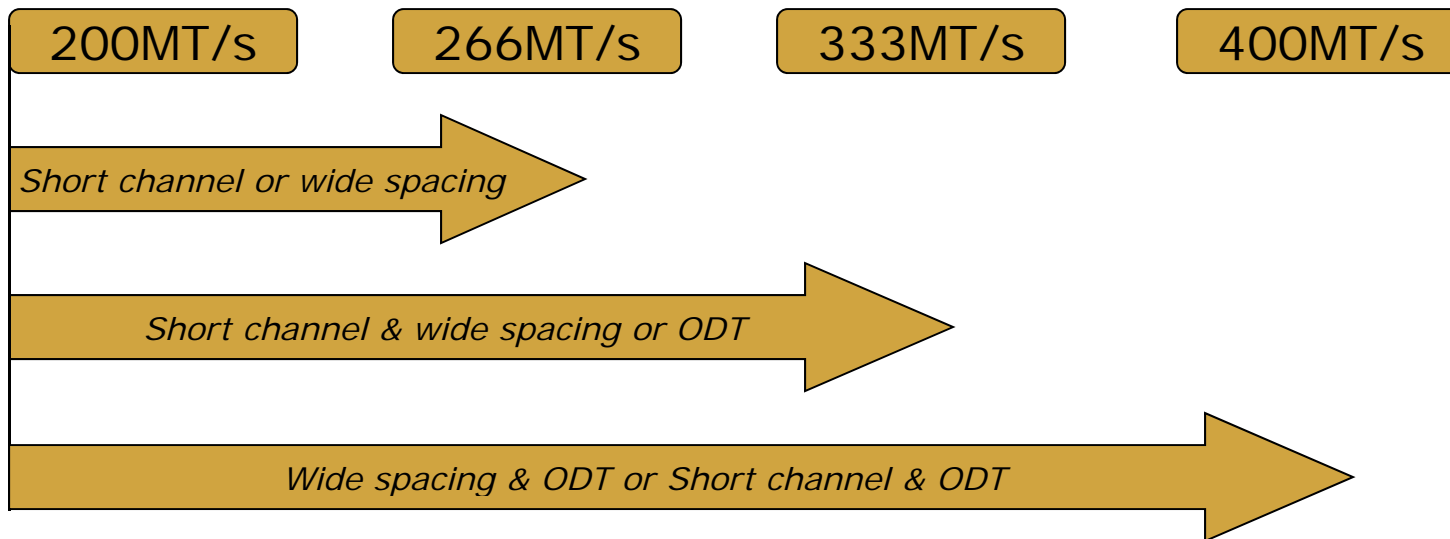 200MT/s 266MT/s 333MT/s 400MT/s
Short channel or wide spacing
Short channel & wide spacing or ODT
Wide spacing & ODT or Short channel & ODT